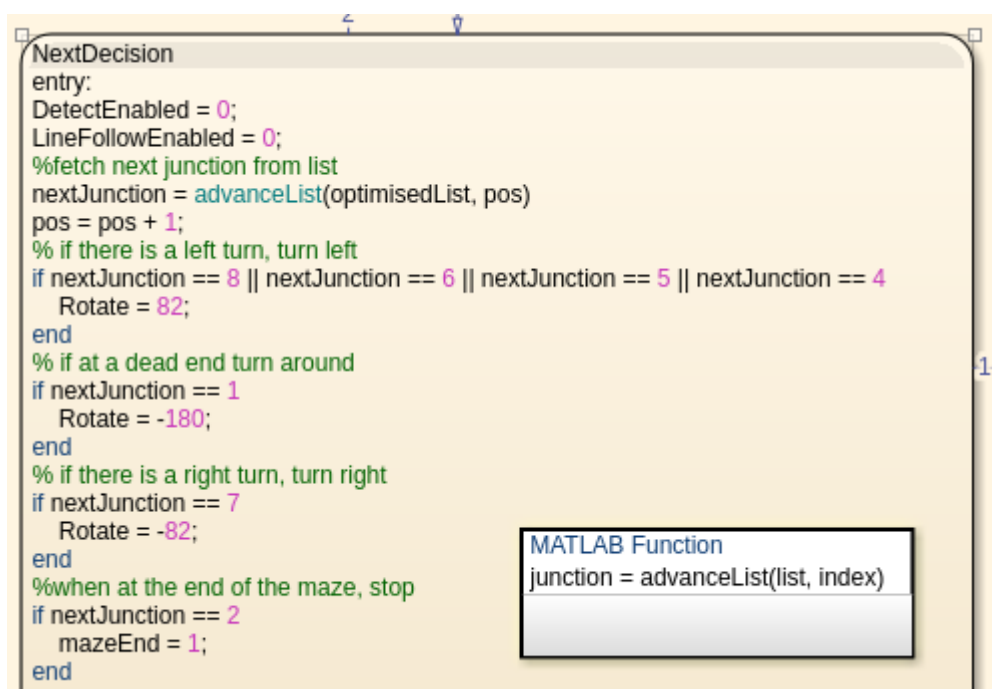 2
NextDecision
entry:
DetectEnabled = 0;
LineFollowEnabled = 0;
%fetch next junction from list
nextJunction = advanceList(optimisedList, pos)
pos = pos + 1;
% if there is a left turn, turn left
if nextJunction == 8 || nextJunction == 6 || nextJunction == 5 || nextJunction == 4
Rotate = 82;
end
% if at a dead end turn around
1
if nextJunction == 1
Rotate = -180;
end
% if there is a right turn, turn right
if nextJunction == 7
Rotate = -82;
end
%when at the end of the maze, stop
if nextJunction == 2
mazeEnd = 1;
end
MATLAB Function
junction = advanceList(list, index)